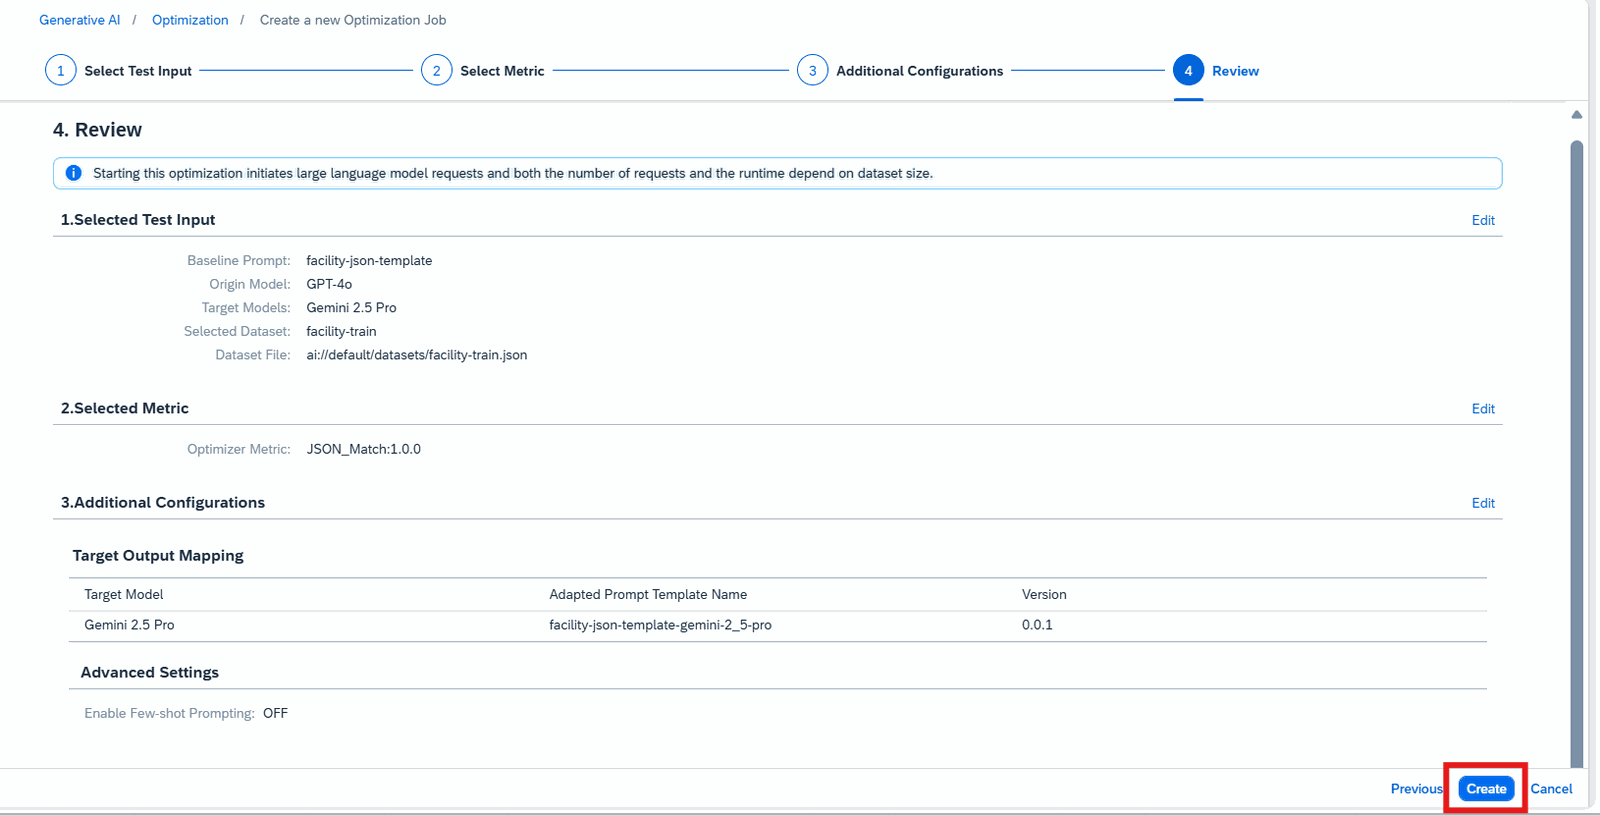 Generative AI / Optimization / Create a new Optimization Job
1 Select Test Input 2 Select Metric 3 Additional Configurations 4 Review
4. Review
Starting this optimization initiates large language model requests and both the number of requests and the runtime depend on dataset size.
1.Selected Test Input Edit
Baseline Prompt: facility-json-template
Origin Model: GPT-4o
Target Models: Gemini 2.5 Pro
Selected Dataset: facility-train
Dataset File: ai://default/datasets/facility-train.json
2.Selected Metric Edit
Optimizer Metric: JSON_Match:1.0.0
3.Additional Configurations Edit
Target Output Mapping
Target Model Adapted Prompt Template Name Version
Gemini 2.5 Pro facility-json-template-gemini-2_5-pro 0.0.1
Advanced Settings
Enable Few-shot Prompting: OFF
Previous Create Cancel